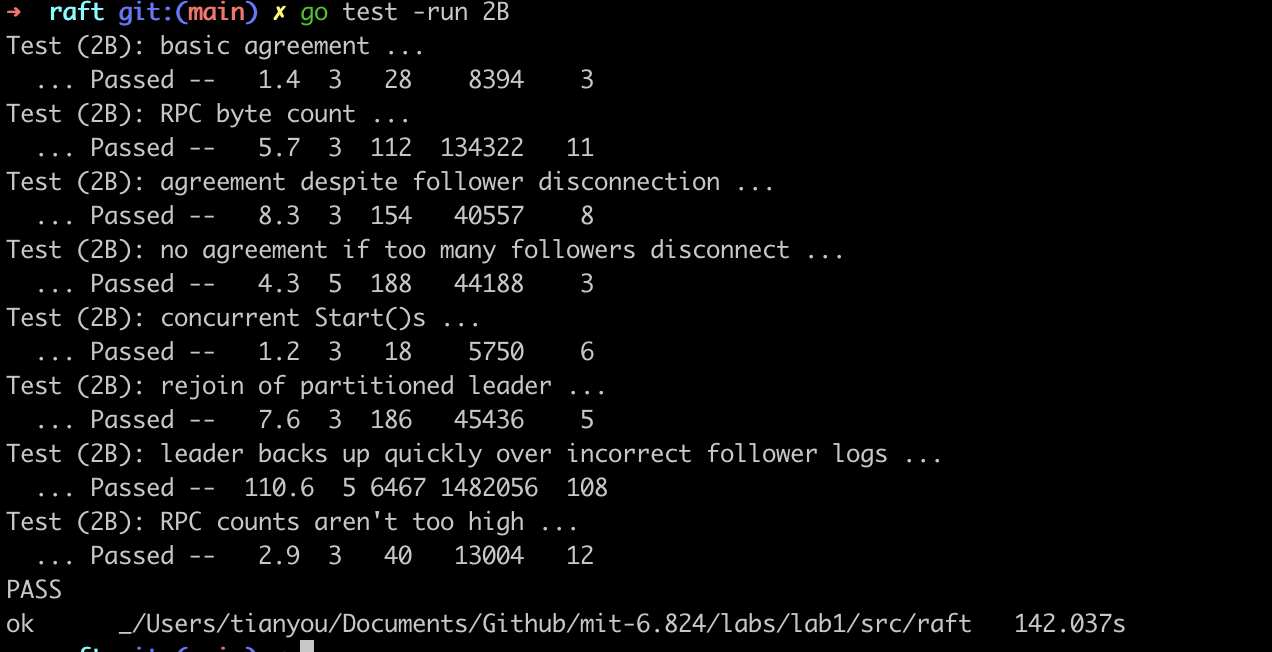 → raft git:(main) ✗ go test -run 2B
Test (2B): basic agreement ...
  ... Passed --   1.4  3   28    8394    3
Test (2B): RPC byte count ...
  ... Passed --   5.7  3  112  134322   11
Test (2B): agreement despite follower disconnection ...
  ... Passed --   8.3  3  154   40557    8
Test (2B): no agreement if too many followers disconnect ...
  ... Passed --   4.3  5  188   44188    3
Test (2B): concurrent Start()s ...
  ... Passed --   1.2  3   18    5750    6
Test (2B): rejoin of partitioned leader ...
  ... Passed --   7.6  3  186   45436    5
Test (2B): leader backs up quickly over incorrect follower logs ...
  ... Passed --  110.6  5 6467 1482056  108
Test (2B): RPC counts aren't too high ...
  ... Passed --   2.9  3   40   13004   12
PASS
ok      _/Users/tianyou/Documents/Github/mit-6.824/labs/lab1/src/raft   142.037s